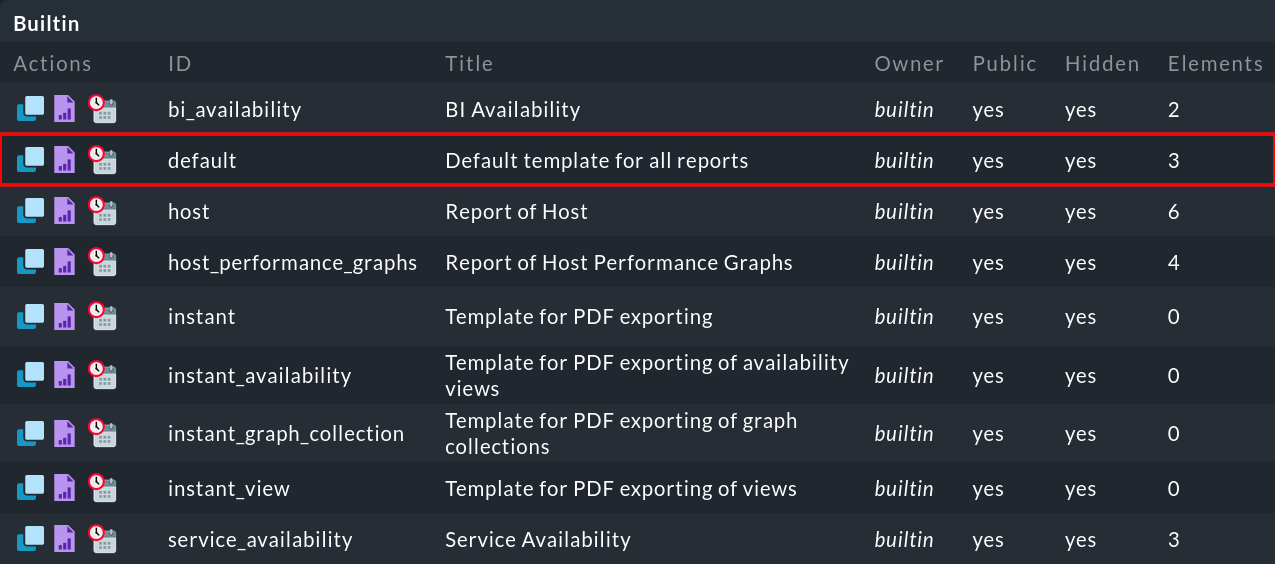 Builtin
Actions ID Title Owner Public Hidden Elements
bi_availability BI Availability builtin yes yes 2
default Default template for all reports builtin yes yes 3
host Report of Host builtin yes yes 6
host_performance_graphs Report of Host Performance Graphs builtin yes yes 4
instant Template for PDF exporting builtin yes yes 0
instant_availability Template for PDF exporting of availability views builtin yes yes 0
instant_graph_collection Template for PDF exporting of graph collections builtin yes yes 0
instant_view Template for PDF exporting of views builtin yes yes 0
service_availability Service Availability builtin yes yes 3